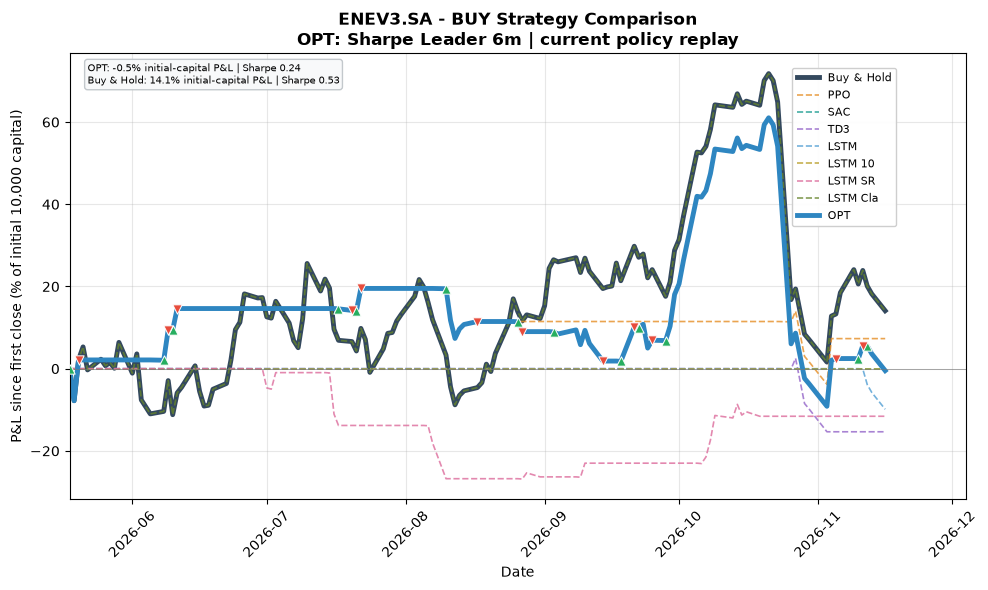 ENEV3.SA - BUY Strategy Comparison
OPT: Sharpe Leader 6m | current policy replay
OPT: -0.5% initial-capital P&L | Sharpe 0.24
Buy & Hold: 14.1% initial-capital P&L | Sharpe 0.53
Buy & Hold
PPO
SAC
TD3
LSTM
LSTM 10
LSTM SR
LSTM Cla
OPT
P&L since first close (% of initial 10,000 capital)
60
40
20
0
−20
2026-06
2026-07
2026-08
2026-09
2026-10
2026-11
2026-12
Date